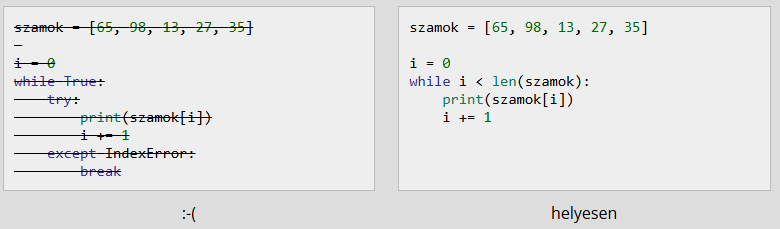 szamok = [65, 98, 13, 27, 35]
i = 0
while True:
    try:
        print(szamok[i])
        i += 1
    except IndexError:
        break
:-(
szamok = [65, 98, 13, 27, 35]
i = 0
while i < len(szamok):
    print(szamok[i])
    i += 1
helyesen